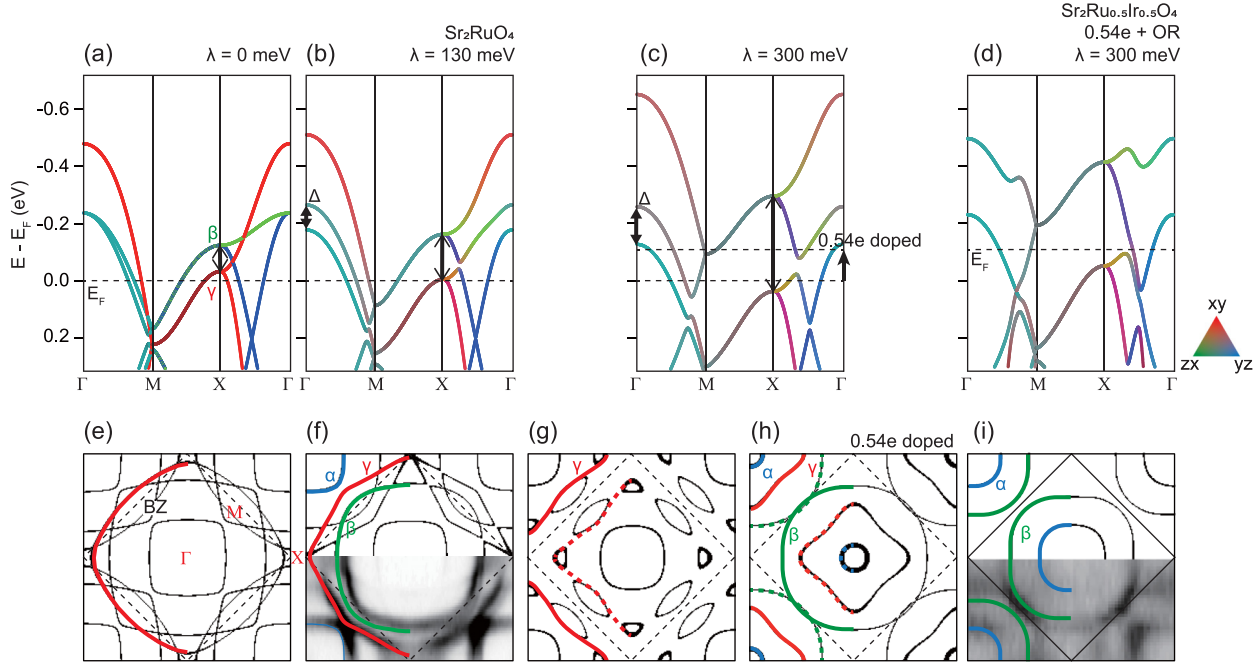 Sr₂RuO₄
Sr₂Ru₀.₅Ir₀.₅O₄
0.54e + OR
(a)
λ = 0 meV
(b)
λ = 130 meV
(c)
λ = 300 meV
(d)
λ = 300 meV
E - E_F (eV)
-0.6
-0.4
-0.2
0.0
0.2
β
γ
E_F
Γ
M
X
Γ
Δ
Γ
M
X
Γ
Δ
0.54e doped
Γ
M
X
Γ
E_F
Γ
M
X
Γ
xy
zx
yz
(e)
BZ
M
Γ
X
(f)
α
γ
β
(g)
γ
(h)
0.54e doped
α
γ
β
(i)
α
β